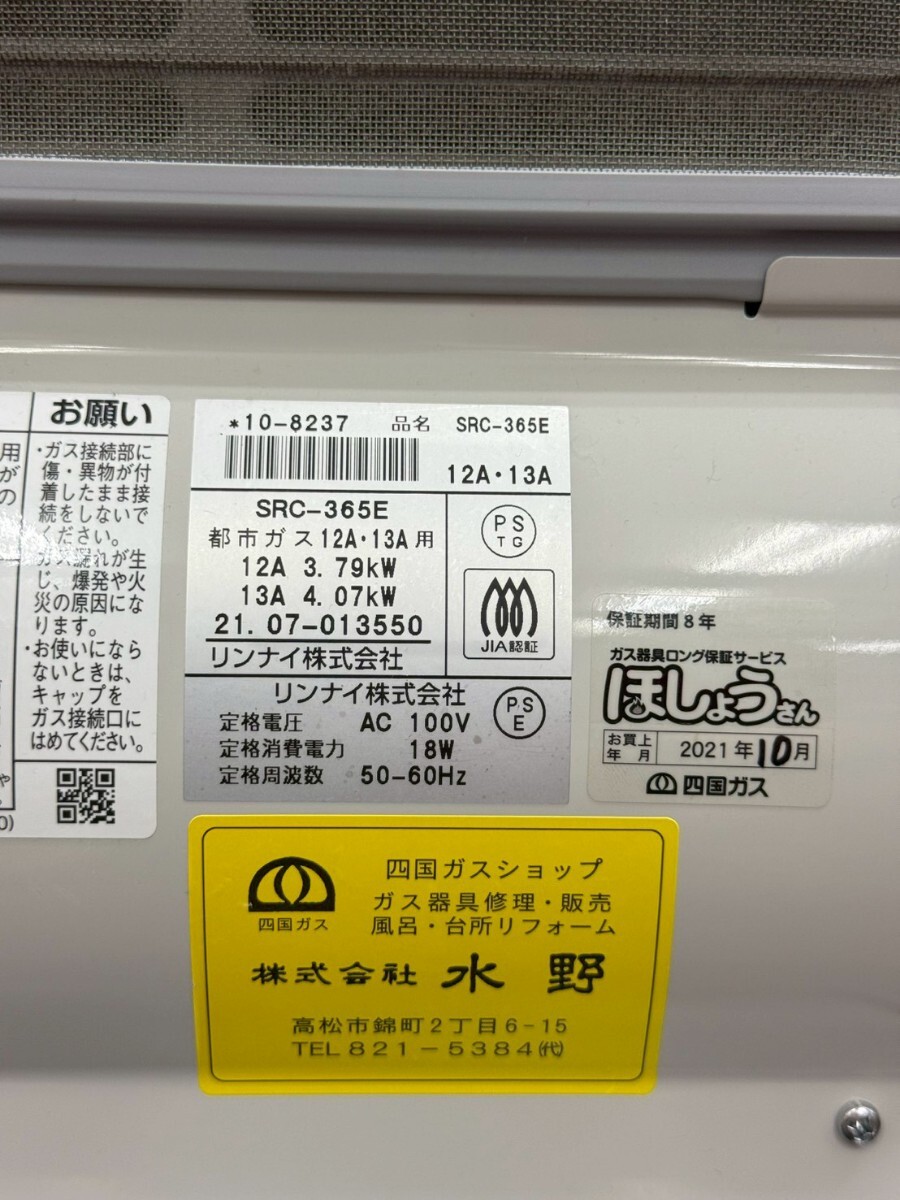 お願い
用
が
の
・ガス接続部に
傷・異物が付
着したまま接
続をしないで
ください。
ガス漏れが生
じ、爆発や火
災の原因にな
ります。
・お使いになら
ないときは、
キャップを
ガス接続口に
はめてください。
や
0)
*10-8237 品名 SRC-365E
12A・13A
SRC-365E
都市ガス12A・13A用
12A 3.79kW
13A 4.07kW
21. 07-013550
リンナイ株式会社
PS
TG
JIA認証
リンナイ株式会社
定格電圧 AC 100V
定格消費電力 18W
定格周波数 50-60Hz
PS
E
保証期間8年
ガス器具ロング保証サービス
ほしょうさん
お買上
年 月
2021年10月
四国ガス
四国ガス
四国ガスショップ
ガス器具修理・販売
風呂・台所リフォーム
株式会社 水野
高松市錦町2丁目6-15
TEL 821-5384㈹